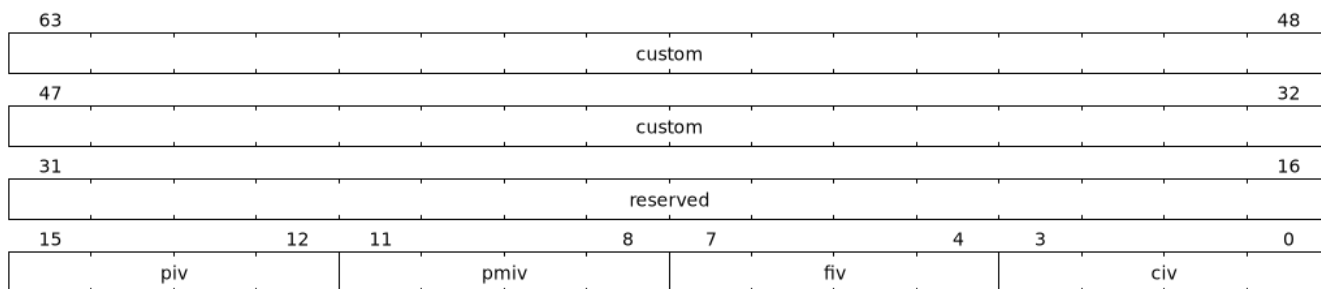 63 48
custom
47 32
custom
31 16
reserved
15 12 11 8 7 4 3 0
piv pmiv fiv civ